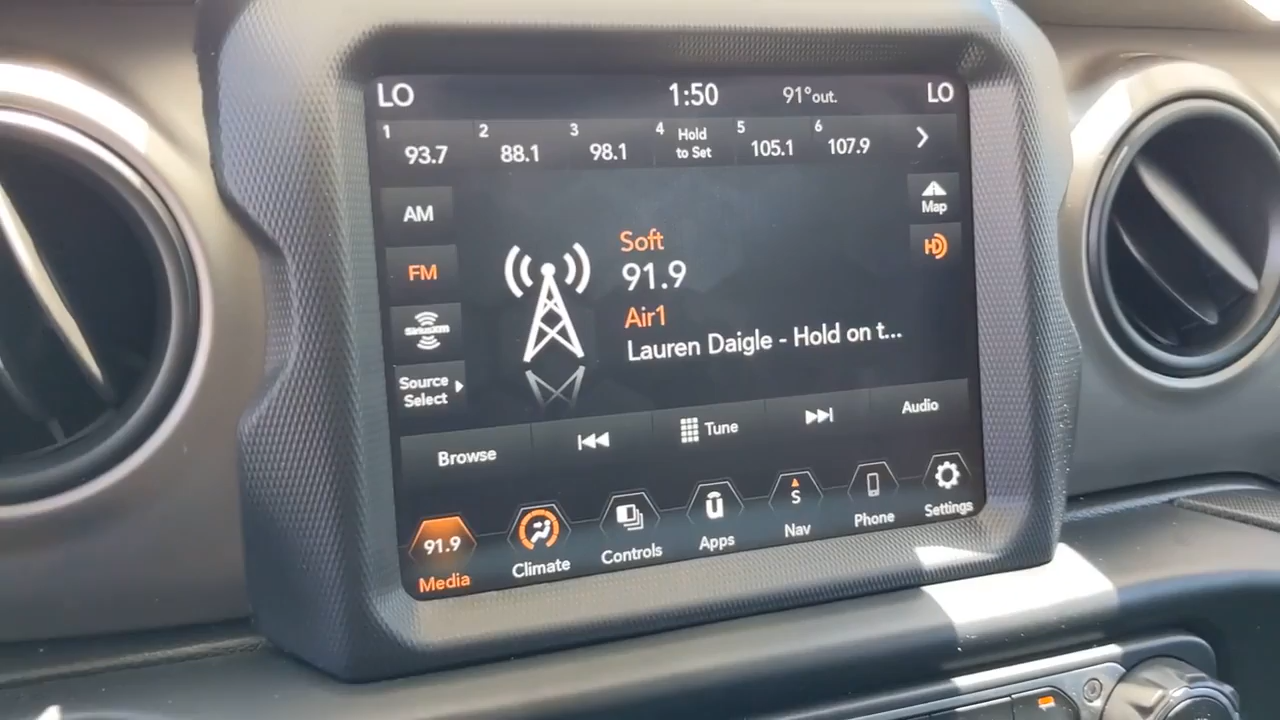 LO 1:50 91°out. LO
1 93.7 2 88.1 3 98.1 4 Hold to Set 5 105.1 6 107.9
AM
Map
FM
HD
Soft
91.9
Air1
Lauren Daigle - Hold on t...
SiriusXM
Source
Select
Browse
Tune
Audio
91.9
Media
Climate
Controls
Apps
S
Nav
Phone
Settings